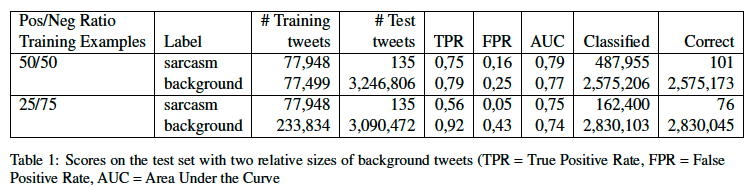 Pos/Neg Ratio # Training # Test
Training Examples Label tweets tweets TPR FPR AUC Classified Correct
50/50 sarcasm 77,948 135 0,75 0,16 0,79 487,955 101
background 77,499 3,246,806 0,79 0,25 0,77 2,575,206 2,575,173
25/75 sarcasm 77,948 135 0,56 0,05 0,75 162,400 76
background 233,834 3,090,472 0,92 0,43 0,74 2,830,103 2,830,045
Table 1: Scores on the test set with two relative sizes of background tweets (TPR = True Positive Rate, FPR = False
Positive Rate, AUC = Area Under the Curve